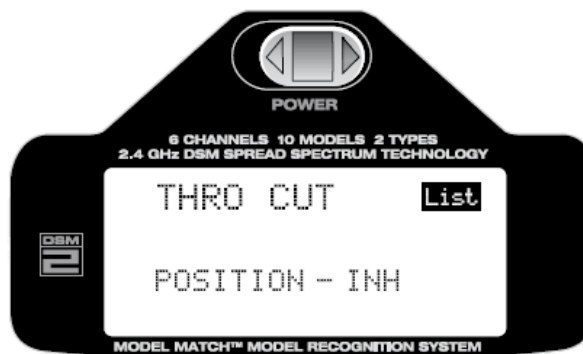 POWER
6 CHANNELS 10 MODELS 2 TYPES
2.4 GHz DSM SPREAD SPECTRUM TECHNOLOGY
THRO CUT List
DSM
2
POSITION – INH
MODEL MATCH™ MODEL RECOGNITION SYSTEM